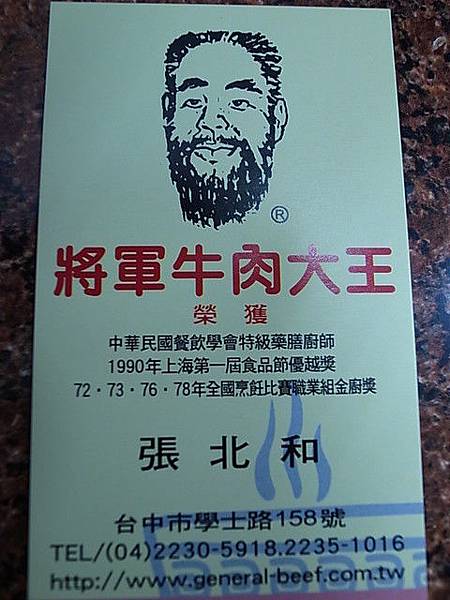 ®
將軍牛肉大王
榮獲
中華民國餐飲學會特級藥膳廚師
1990年上海第一屆食品節優越獎
72·73·76·78年全國烹飪比賽職業組金廚獎
張北和
台中市學士路158號
TEL/(04)2230-5918.2235-1016
http://www.general-beef.com.tw